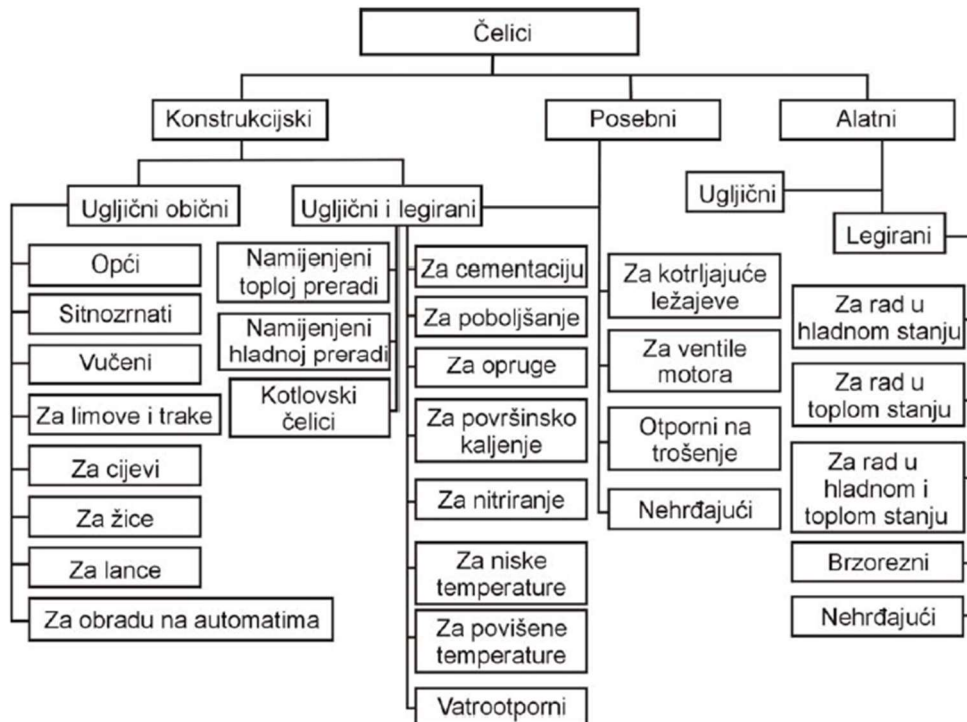 Čelici
Konstrukcijski
Posebni
Alatni
Ugljični obični
Ugljični i legirani
Ugljični
Legirani
Opći
Sitnozrnati
Vučeni
Za limove i trake
Za cijevi
Za žice
Za lance
Za obradu na automatima
Namijenjeni
toploj preradi
Namijenjeni
hladnoj preradi
Kotlovski
čelici
Za cementaciju
Za poboljšanje
Za opruge
Za površinsko
kaljenje
Za nitriranje
Za niske
temperature
Za povišene
temperature
Vatrootporni
Za kotrljajuće
ležajeve
Za ventile
motora
Otporni na
trošenje
Nehrđajući
Za rad u
hladnom stanju
Za rad u
toplom stanju
Za rad u
hladnom i
toplom stanju
Brzorezni
Nehrđajući